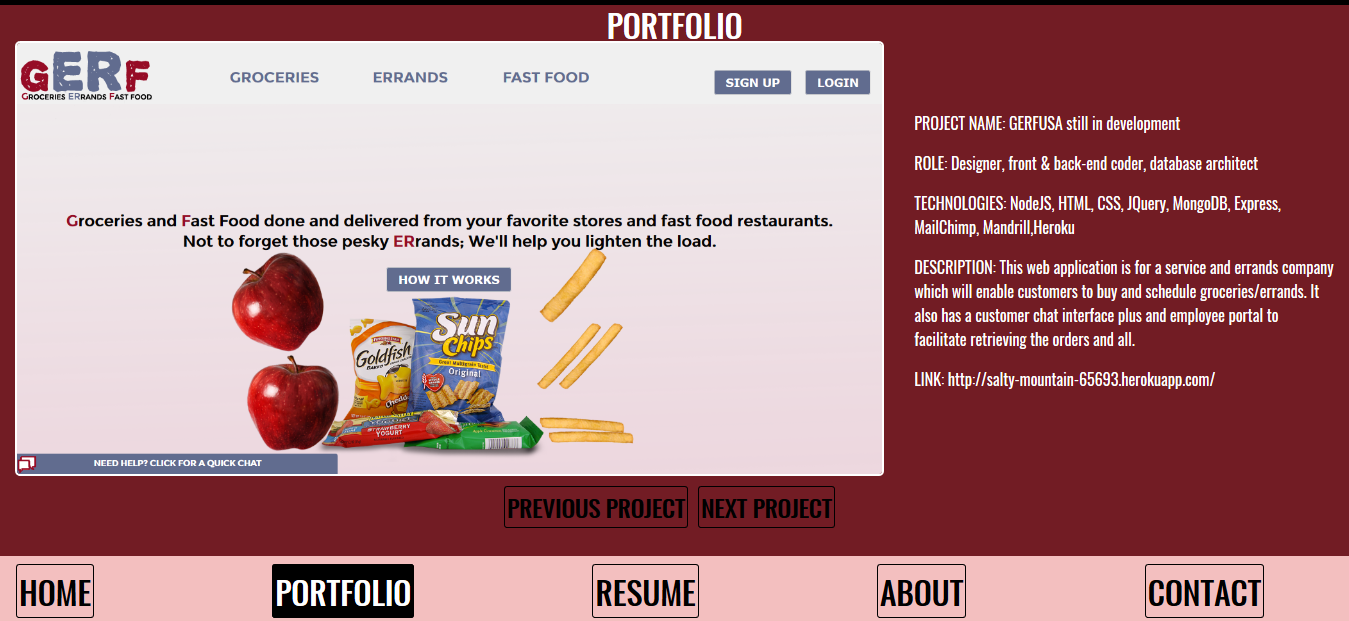 PORTFOLIO
GERF
GROCERIES ERRANDS FAST FOOD
GROCERIES
ERRANDS
FAST FOOD
SIGN UP
LOGIN
Groceries and Fast Food done and delivered from your favorite stores and fast food restaurants.
Not to forget those pesky ERrands; We'll help you lighten the load.
HOW IT WORKS
Goldfish
BAKED
Sun
Chips
Original
STRAWBERRY
YOGURT
NEED HELP? CLICK FOR A QUICK CHAT
PROJECT NAME: GERFUSA still in development
ROLE: Designer, front & back-end coder, database architect
TECHNOLOGIES: NodeJS, HTML, CSS, JQuery, MongoDB, Express,
MailChimp, Mandrill,Heroku
DESCRIPTION: This web application is for a service and errands company
which will enable customers to buy and schedule groceries/errands. It
also has a customer chat interface plus and employee portal to
facilitate retrieving the orders and all.
LINK: http://salty-mountain-65693.herokuapp.com/
PREVIOUS PROJECT
NEXT PROJECT
HOME
PORTFOLIO
RESUME
ABOUT
CONTACT